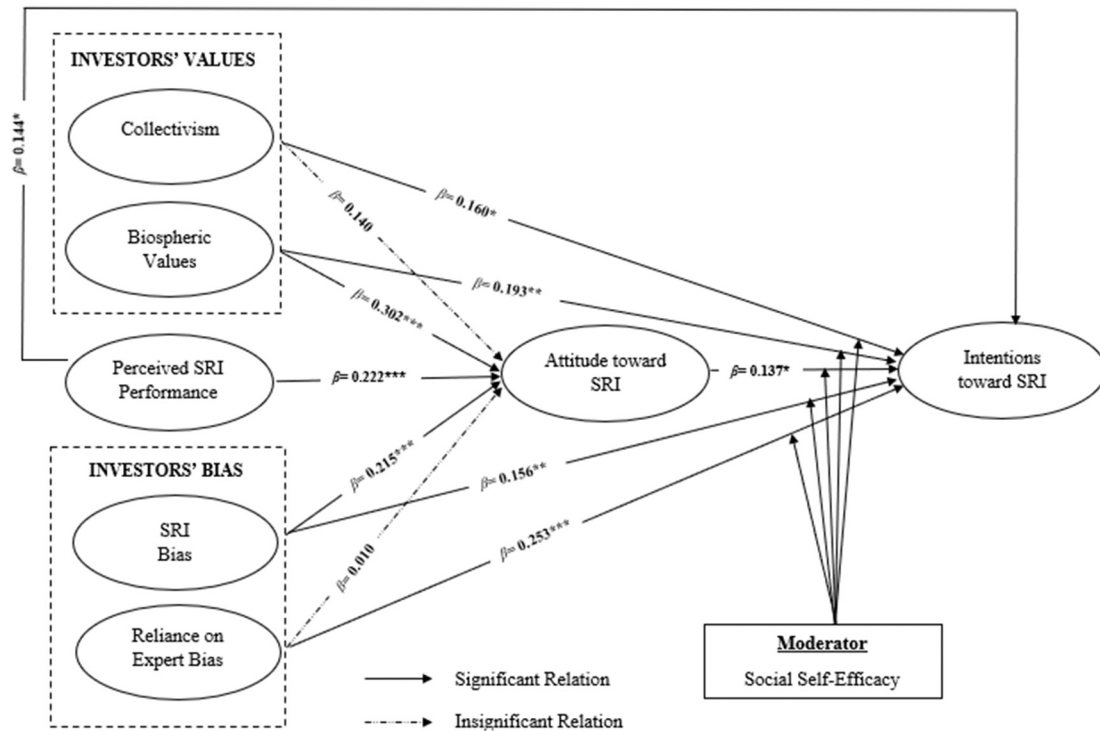 INVESTORS' VALUES
Collectivism
β= 0.144*
β= 0.160*
β= 0.140
Biospheric
Values
β= 0.193**
β= 0.302***
Perceived SRI
Performance
β= 0.222***
Attitude toward
SRI
β= 0.137*
Intentions
toward SRI
INVESTORS' BIAS
β= 0.215***
β= 0.156**
SRI
Bias
β= 0.253***
β= 0.010
Reliance on
Expert Bias
Moderator
Social Self-Efficacy
Significant Relation
Insignificant Relation